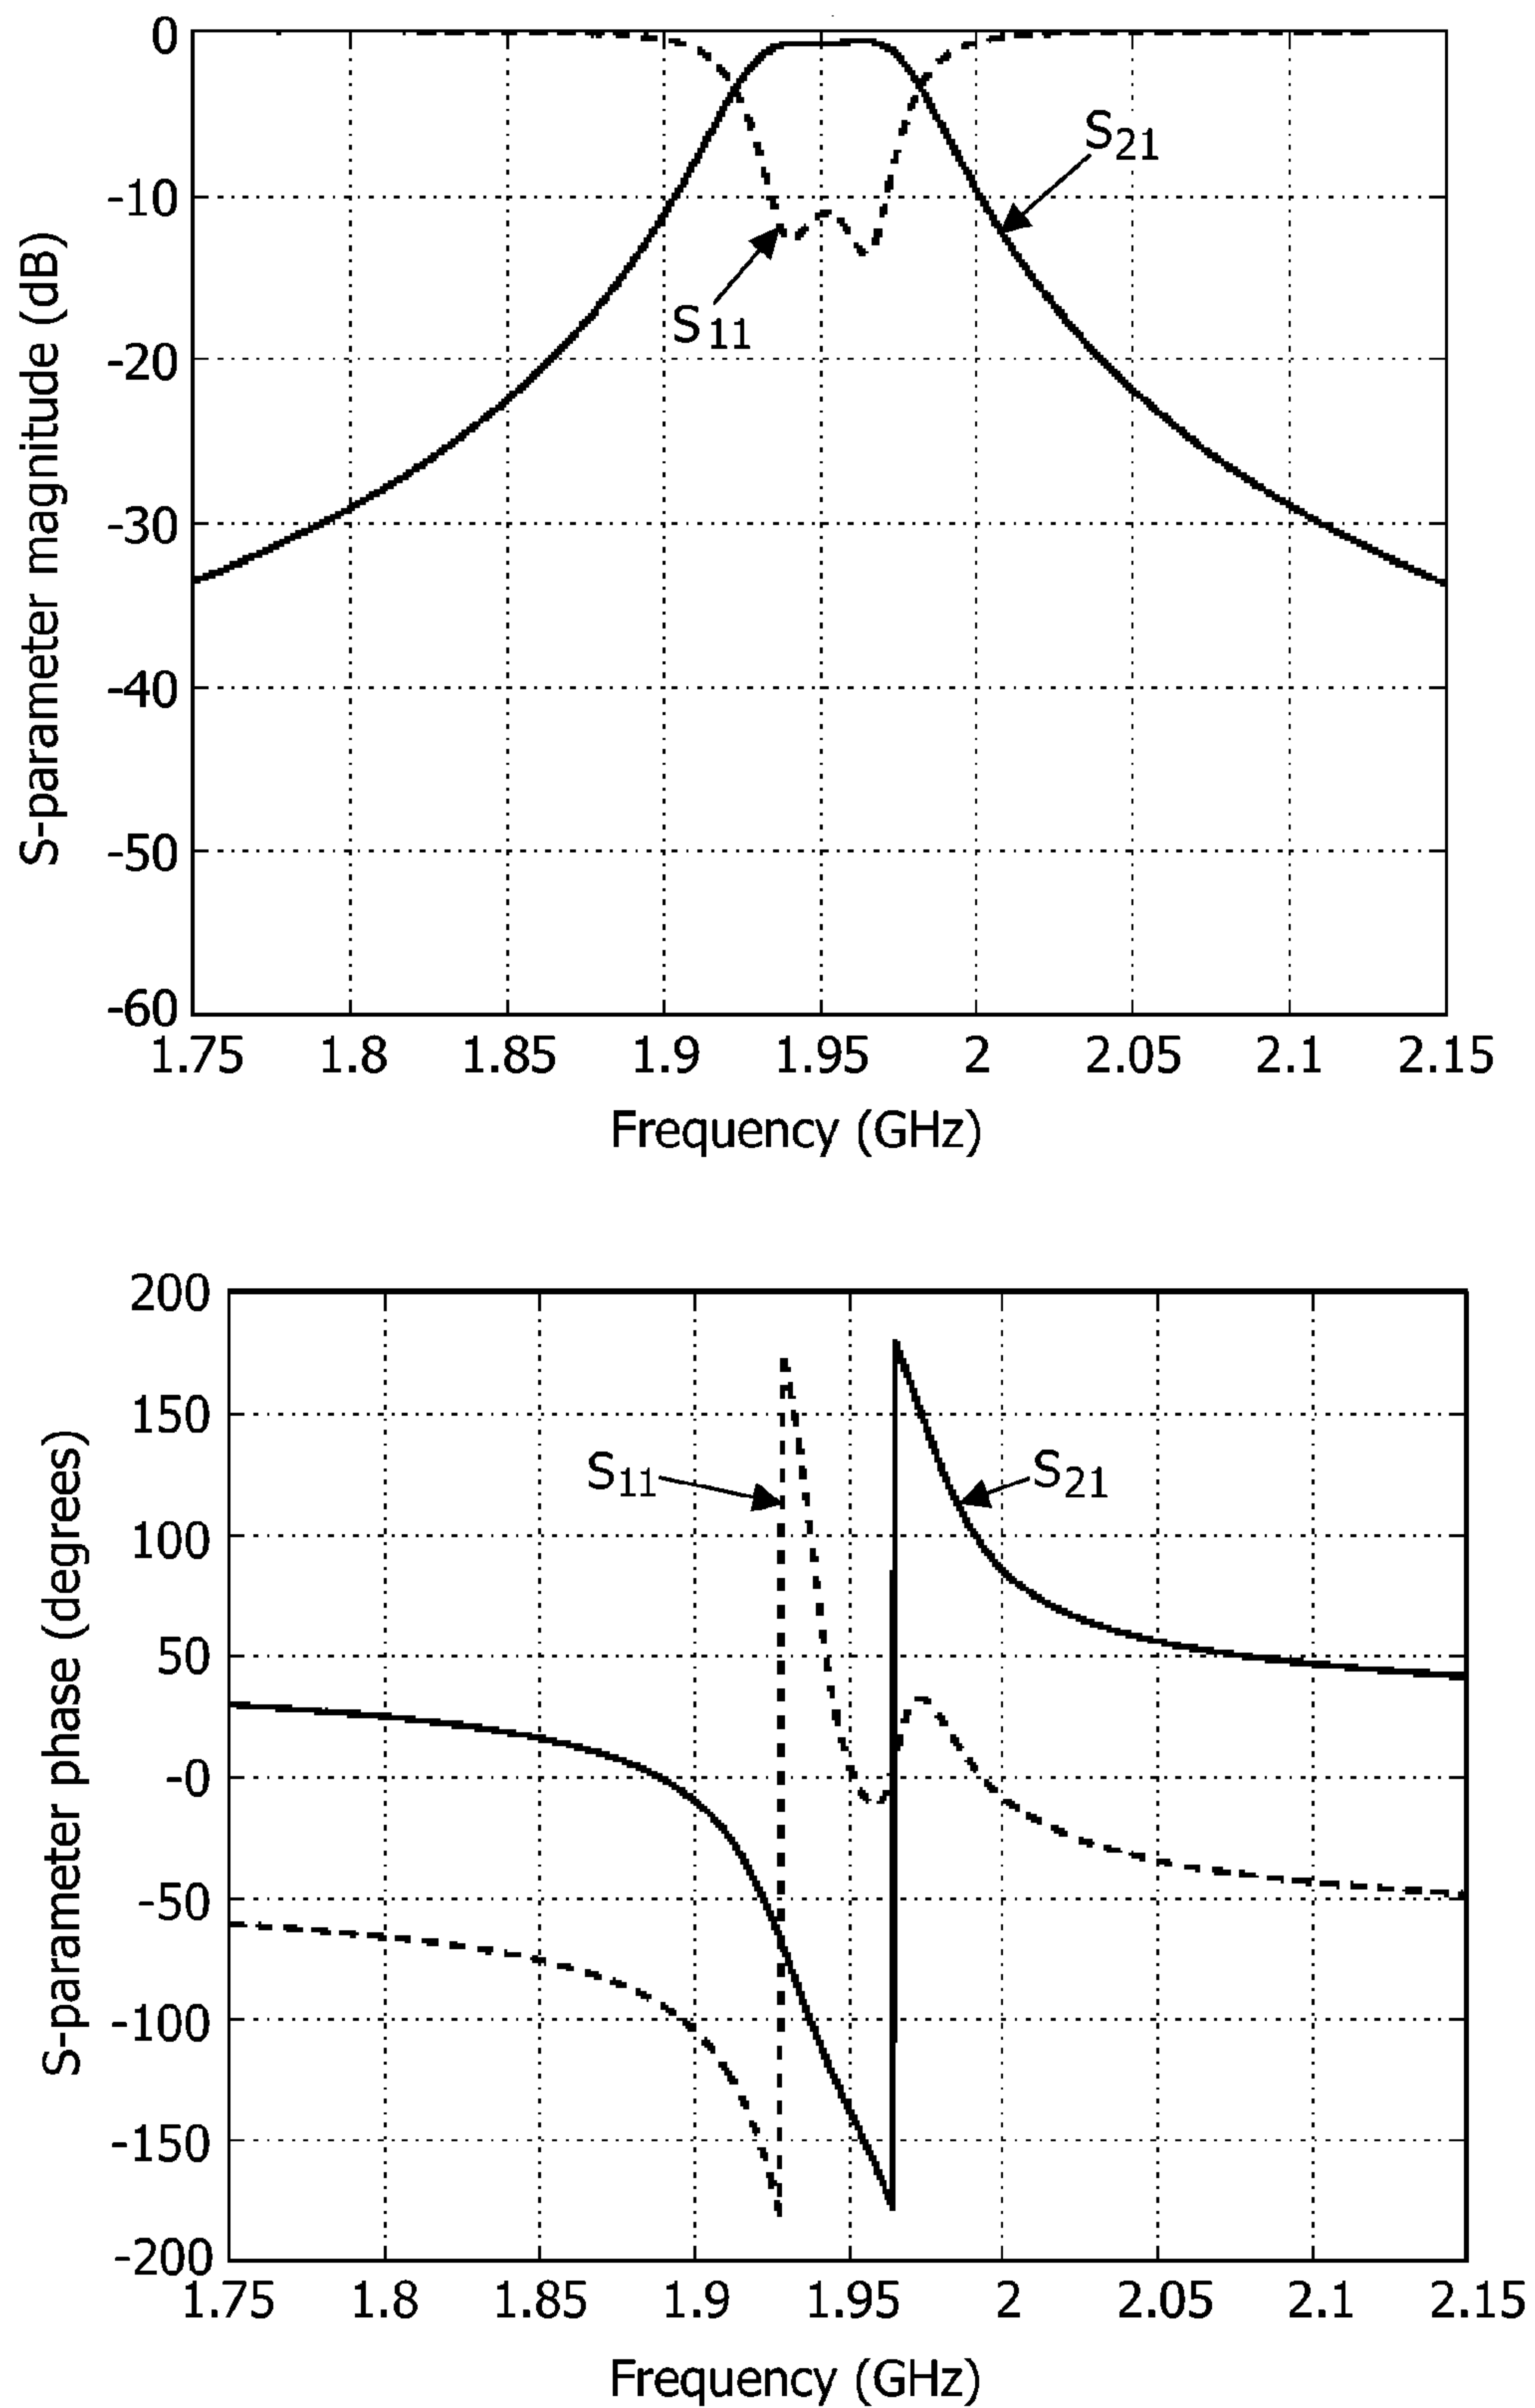 0
-10
-20
-30
-40
-50
-60
S-parameter magnitude (dB)
S21
S11
1.75 1.8 1.85 1.9 1.95 2 2.05 2.1 2.15
Frequency (GHz)
200
150
100
50
-0
-50
-100
-150
-200
S-parameter phase (degrees)
S11
S21
1.75 1.8 1.85 1.9 1.95 2 2.05 2.1 2.15
Frequency (GHz)